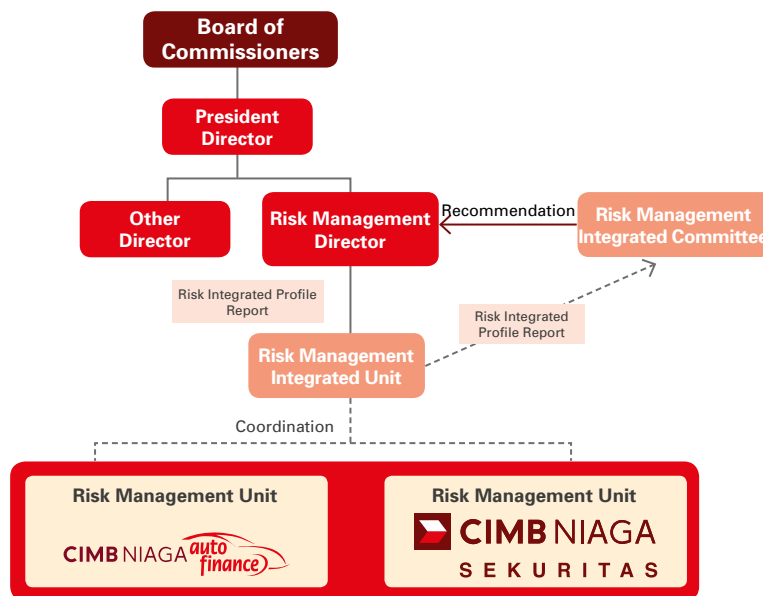 Board of
Commissioners
President
Director
Other
Director
Risk Management
Director
Recommendation
Risk Management
Integrated Committee
Risk Integrated Profile
Report
Risk Integrated
Profile Report
Risk Management
Integrated Unit
Coordination
Risk Management Unit
CIMB NIAGA auto
finance
Risk Management Unit
CIMB NIAGA
SEKURITAS